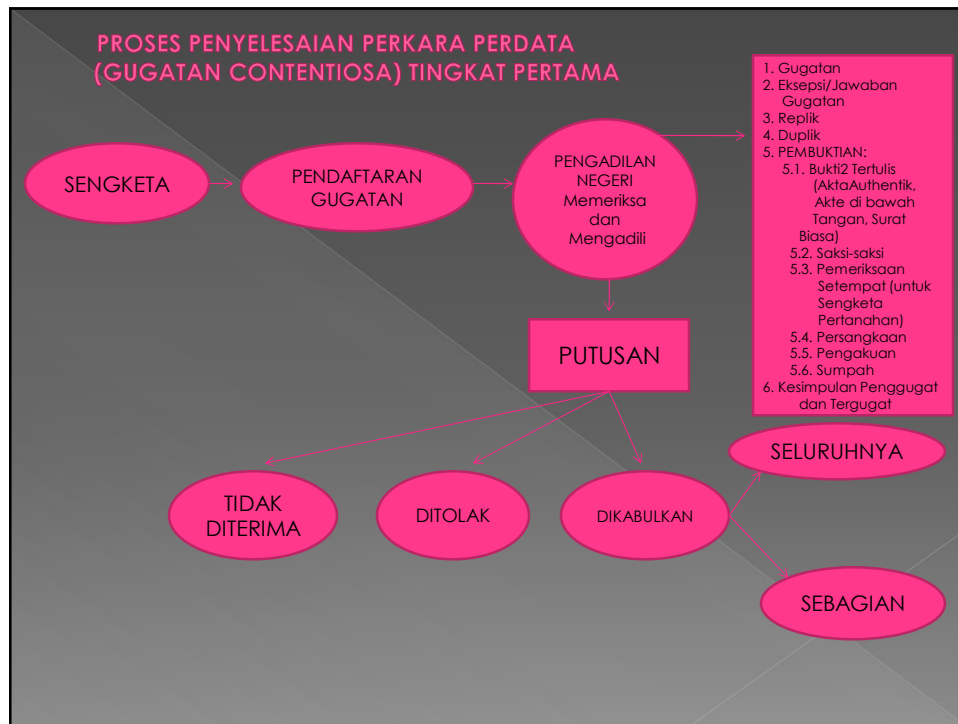 PROSES PENYELESAIAN PERKARA PERDATA
(GUGATAN CONTENTIOSA) TINGKAT PERTAMA
SENGKETA
PENDAFTARAN
GUGATAN
PENGADILAN
NEGERI
Memeriksa
dan
Mengadili
1. Gugatan
2. Eksepsi/Jawaban
Gugatan
3. Replik
4. Duplik
5. PEMBUKTIAN:
5.1. Bukti2 Tertulis
(AktaAuthentik,
Akte di bawah
Tangan, Surat
Biasa)
5.2. Saksi-saksi
5.3. Pemeriksaan
Setempat (untuk
Sengketa
Pertanahan)
5.4. Persangkaan
5.5. Pengakuan
5.6. Sumpah
6. Kesimpulan Penggugat
dan Tergugat
PUTUSAN
TIDAK
DITERIMA
DITOLAK
DIKABULKAN
SELURUHNYA
SEBAGIAN